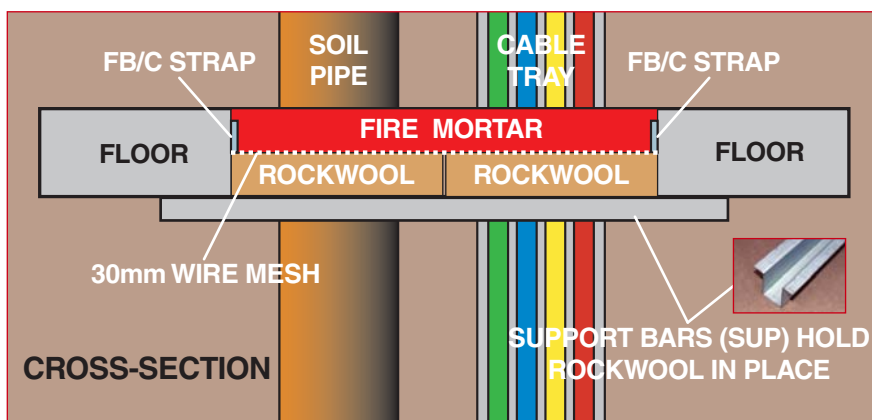 SOIL
PIPE
CABLE
TRAY
FB/C STRAP
FB/C STRAP
FIRE MORTAR
FLOOR
FLOOR
ROCKWOOL
ROCKWOOL
30mm WIRE MESH
SUPPORT BARS (SUP) HOLD
ROCKWOOL IN PLACE
CROSS-SECTION